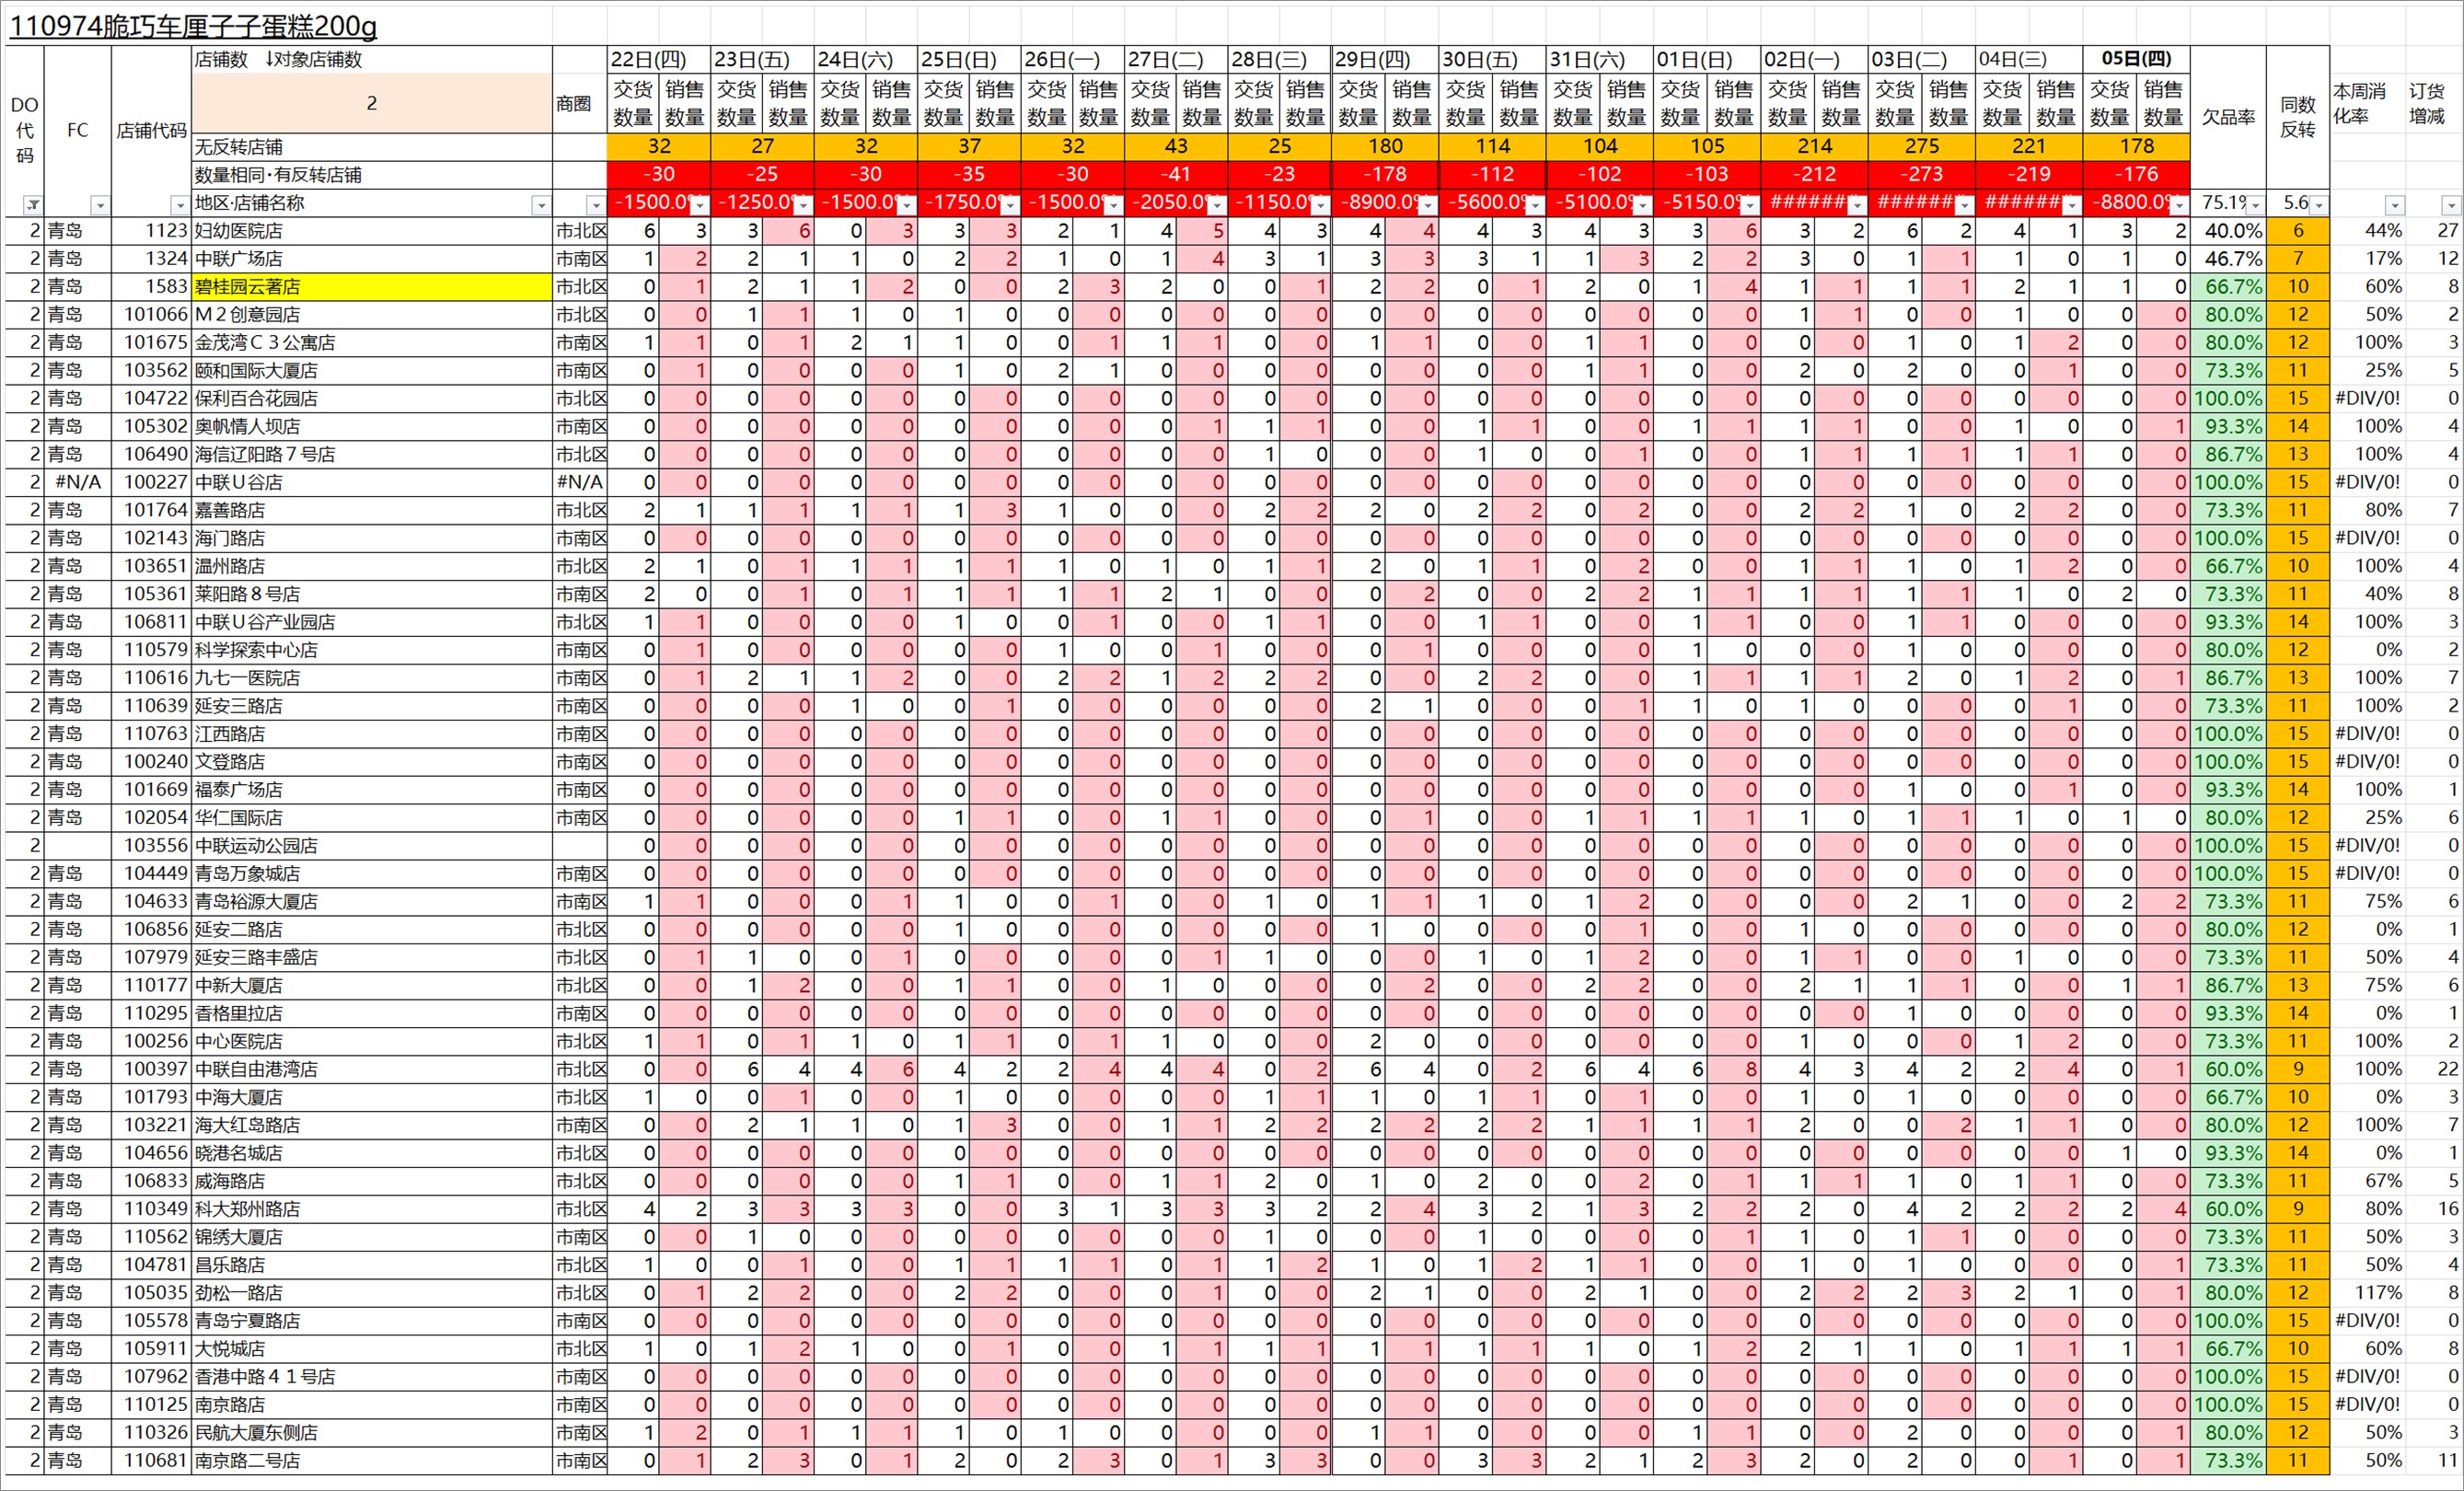 110974脆巧车厘子子蛋糕200g
DO代码 FC 店铺代码 店铺数 ↓对象店铺数 商圈 22日(四) 23日(五) 24日(六) 25日(日) 26日(一) 27日(二) 28日(三) 29日(四) 30日(五) 31日(六) 01日(日) 02日(一) 03日(二) 04日(三) 05日(四) 欠品率 同数反转 本周消化率 订货增减
2 交货数量 销售数量 交货数量 销售数量 交货数量 销售数量 交货数量 销售数量 交货数量 销售数量 交货数量 销售数量 交货数量 销售数量 交货数量 销售数量 交货数量 销售数量 交货数量 销售数量 交货数量 销售数量 交货数量 销售数量 交货数量 销售数量 交货数量 销售数量 交货数量 销售数量
无反转店铺 32 27 32 37 32 43 25 180 114 104 105 214 275 221 178
数量相同·有反转店铺 -30 -25 -30 -35 -30 -41 -23 -178 -112 -102 -103 -212 -273 -219 -176
地区·店铺名称 -1500.0% -1250.0% -1500.0% -1750.0% -1500.0% -2050.0% -1150.0% -8900.0% -5600.0% -5100.0% -5150.0% ###### ###### ###### -8800.0% 75.1% 5.6
2 青岛 1123 妇幼医院店 市北区 6 3 3 6 0 3 3 3 2 1 4 5 4 3 4 4 4 3 4 3 3 6 3 2 6 2 4 1 3 2 40.0% 6 44% 27
2 青岛 1324 中联广场店 市南区 1 2 2 1 1 0 2 2 1 0 1 4 3 1 3 3 3 1 1 3 2 2 3 0 1 1 1 0 1 0 46.7% 7 17% 12
2 青岛 1583 碧桂园云著店 市北区 0 1 2 1 1 2 0 0 2 3 2 0 0 1 2 2 0 1 2 0 1 4 1 1 1 1 2 1 1 0 66.7% 10 60% 8
2 青岛 101066 M2创意园店 市北区 0 0 1 1 1 0 1 0 0 0 0 0 0 0 0 0 0 0 0 0 0 0 1 1 0 0 1 0 0 0 80.0% 12 50% 2
2 青岛 101675 金茂湾C3公寓店 市南区 1 1 0 1 2 1 1 0 0 1 1 1 0 0 1 1 0 0 1 1 0 0 0 0 1 0 1 2 0 0 80.0% 12 100% 3
2 青岛 103562 颐和国际大厦店 市南区 0 1 0 0 0 0 1 0 2 1 0 0 0 0 0 0 0 0 1 1 0 0 2 0 2 0 0 1 0 0 73.3% 11 25% 5
2 青岛 104722 保利百合花园店 市北区 0 0 0 0 0 0 0 0 0 0 0 0 0 0 0 0 0 0 0 0 0 0 0 0 0 0 0 0 0 0 100.0% 15 #DIV/0! 0
2 青岛 105302 奥帆情人坝店 市南区 0 0 0 0 0 0 0 0 0 0 0 1 1 1 0 0 1 1 0 0 1 1 1 1 0 0 1 0 0 1 93.3% 14 100% 4
2 青岛 106490 海信辽阳路7号店 市北区 0 0 0 0 0 0 0 0 0 0 0 0 1 0 0 0 1 0 0 1 0 0 1 1 1 1 1 1 0 0 86.7% 13 100% 4
2 #N/A 100227 中联U谷店 #N/A 0 0 0 0 0 0 0 0 0 0 0 0 0 0 0 0 0 0 0 0 0 0 0 0 0 0 0 0 0 0 100.0% 15 #DIV/0! 0
2 青岛 101764 嘉善路店 市北区 2 1 1 1 1 1 1 3 1 0 0 0 2 2 2 0 2 2 0 2 0 0 2 2 1 0 2 2 0 0 73.3% 11 80% 7
2 青岛 102143 海门路店 市南区 0 0 0 0 0 0 0 0 0 0 0 0 0 0 0 0 0 0 0 0 0 0 0 0 0 0 0 0 0 0 100.0% 15 #DIV/0! 0
2 青岛 103651 温州路店 市北区 2 1 0 1 1 1 1 1 1 0 1 0 1 1 2 0 1 1 0 2 0 0 1 1 1 0 1 2 0 0 66.7% 10 100% 4
2 青岛 105361 莱阳路8号店 市南区 2 0 0 1 0 1 1 1 1 1 2 1 0 0 0 2 0 0 2 2 1 1 1 1 1 1 1 0 2 0 73.3% 11 40% 8
2 青岛 106811 中联U谷产业园店 市北区 1 1 0 0 0 0 1 0 0 1 0 0 1 1 0 0 1 1 0 0 1 1 0 0 1 1 0 0 0 0 93.3% 14 100% 3
2 青岛 110579 科学探索中心店 市南区 0 1 0 0 0 0 0 0 1 0 0 1 0 0 0 1 0 0 0 0 1 0 0 0 1 0 0 0 0 0 80.0% 12 0% 2
2 青岛 110616 九七一医院店 市南区 0 1 2 1 1 2 0 0 2 2 1 2 2 2 0 0 2 2 0 0 1 1 1 1 2 0 1 2 0 1 86.7% 13 100% 7
2 青岛 110639 延安三路店 市南区 0 0 0 0 1 0 0 1 0 0 0 0 0 0 2 1 0 0 0 1 1 0 1 0 0 0 0 1 0 0 73.3% 11 100% 2
2 青岛 110763 江西路店 市南区 0 0 0 0 0 0 0 0 0 0 0 0 0 0 0 0 0 0 0 0 0 0 0 0 0 0 0 0 0 0 100.0% 15 #DIV/0! 0
2 青岛 100240 文登路店 市南区 0 0 0 0 0 0 0 0 0 0 0 0 0 0 0 0 0 0 0 0 0 0 0 0 0 0 0 0 0 0 100.0% 15 #DIV/0! 0
2 青岛 101669 福泰广场店 市南区 0 0 0 0 0 0 0 0 0 0 0 0 0 0 0 0 0 0 0 0 0 0 0 0 1 0 0 1 0 0 93.3% 14 100% 1
2 青岛 102054 华仁国际店 市南区 0 0 0 0 0 0 1 1 0 0 1 1 0 0 0 1 0 0 1 1 1 1 1 0 1 1 1 0 1 0 80.0% 12 25% 6
2 103556 中联运动公园店 0 0 0 0 0 0 0 0 0 0 0 0 0 0 0 0 0 0 0 0 0 0 0 0 0 0 0 0 0 0 100.0% 15 #DIV/0! 0
2 青岛 104449 青岛万象城店 市南区 0 0 0 0 0 0 0 0 0 0 0 0 0 0 0 0 0 0 0 0 0 0 0 0 0 0 0 0 0 0 100.0% 15 #DIV/0! 0
2 青岛 104633 青岛裕源大厦店 市南区 1 1 0 0 0 1 1 0 0 1 0 0 1 0 1 1 1 0 1 2 0 0 0 0 2 1 0 0 2 2 73.3% 11 75% 6
2 青岛 106856 延安二路店 市北区 0 0 0 0 0 0 1 0 0 0 0 0 0 0 1 0 0 0 0 1 0 0 1 0 0 0 0 0 0 0 80.0% 12 0% 1
2 青岛 107979 延安三路丰盛店 市南区 0 1 1 0 0 1 0 0 0 0 0 1 1 0 0 0 1 0 1 2 0 0 1 1 0 0 1 0 0 0 73.3% 11 50% 4
2 青岛 110177 中新大厦店 市南区 0 0 1 2 0 0 1 1 0 0 1 0 0 0 0 2 0 0 2 2 0 0 2 1 1 1 0 0 1 1 86.7% 13 75% 6
2 青岛 110295 香格里拉店 市南区 0 0 0 0 0 0 0 0 0 0 0 0 0 0 0 0 0 0 0 0 0 0 0 0 1 0 0 0 0 0 93.3% 14 0% 1
2 青岛 100256 中心医院店 市北区 1 1 0 1 1 0 1 1 0 1 1 0 0 0 2 0 0 0 0 0 0 0 1 0 0 0 1 2 0 0 73.3% 11 100% 2
2 青岛 100397 中联自由港湾店 市北区 0 0 6 4 4 6 4 2 2 4 4 4 0 2 6 4 0 2 6 4 6 8 4 3 4 2 2 4 0 1 60.0% 9 100% 22
2 青岛 101793 中海大厦店 市北区 1 0 0 1 0 0 1 0 0 0 0 0 1 1 1 0 1 1 0 1 0 0 1 0 1 0 0 0 0 0 66.7% 10 0% 3
2 青岛 103221 海大红岛路店 市南区 0 0 2 1 1 0 1 3 0 0 1 1 2 2 2 2 2 2 1 1 1 1 2 0 0 2 1 1 0 0 80.0% 12 100% 7
2 青岛 104656 晓港名城店 市北区 0 0 0 0 0 0 0 0 0 0 0 0 0 0 0 0 0 0 0 0 0 0 0 0 0 0 0 0 1 0 93.3% 14 0% 1
2 青岛 106833 威海路店 市北区 0 0 0 0 0 0 1 1 0 0 1 1 2 0 1 0 2 0 0 2 0 1 1 1 1 0 1 1 0 0 73.3% 11 67% 5
2 青岛 110349 科大郑州路店 市北区 4 2 3 3 3 3 0 0 3 1 3 3 3 2 2 4 3 2 1 3 2 2 2 0 4 2 2 2 2 4 60.0% 9 80% 16
2 青岛 110562 锦绣大厦店 市南区 0 0 1 0 0 0 0 0 0 0 0 0 1 0 0 0 1 0 0 0 0 1 1 0 1 1 0 0 0 0 73.3% 11 50% 3
2 青岛 104781 昌乐路店 市北区 1 0 0 1 0 0 1 1 1 1 0 1 1 2 1 0 1 2 1 1 0 0 1 0 1 0 0 0 0 1 73.3% 11 50% 4
2 青岛 105035 劲松一路店 市北区 0 1 2 2 0 0 2 2 0 0 0 1 0 0 2 1 0 0 2 1 0 0 2 2 2 3 2 1 0 1 80.0% 12 117% 8
2 青岛 105578 青岛宁夏路店 市南区 0 0 0 0 0 0 0 0 0 0 0 0 0 0 0 0 0 0 0 0 0 0 0 0 0 0 0 0 0 0 100.0% 15 #DIV/0! 0
2 青岛 105911 大悦城店 市北区 1 0 1 2 1 0 0 1 0 0 1 1 1 1 1 1 1 1 1 0 1 2 2 1 1 0 1 1 1 1 66.7% 10 60% 8
2 青岛 107962 香港中路41号店 市南区 0 0 0 0 0 0 0 0 0 0 0 0 0 0 0 0 0 0 0 0 0 0 0 0 0 0 0 0 0 0 100.0% 15 #DIV/0! 0
2 青岛 110125 南京路店 市南区 0 0 0 0 0 0 0 0 0 0 0 0 0 0 0 0 0 0 0 0 0 0 0 0 0 0 0 0 0 0 100.0% 15 #DIV/0! 0
2 青岛 110326 民航大厦东侧店 市南区 1 2 0 1 1 1 1 0 1 0 0 0 0 0 1 1 0 0 0 0 1 1 0 0 2 0 0 0 0 1 80.0% 12 50% 3
2 青岛 110681 南京路二号店 市南区 0 1 2 3 0 1 2 0 2 3 0 1 3 3 0 0 3 3 2 1 2 3 2 0 2 0 0 1 0 1 73.3% 11 50% 11